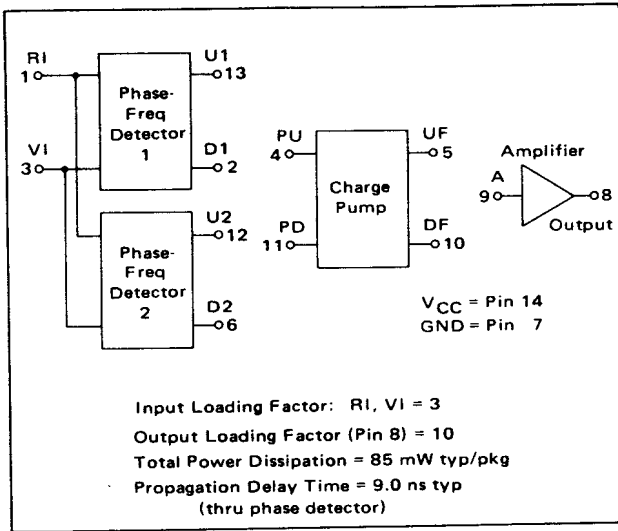 RI
1
U1
13
Phase-
Freq
Detector
1
VI
3
D1
2
U2
12
Phase-
Freq
Detector
2
D2
6
PU
4
UF
5
Charge
Pump
PD
11
DF
10
Amplifier
A
9
8
Output
VCC = Pin 14
GND = Pin 7
Input Loading Factor: RI, VI = 3
Output Loading Factor (Pin 8) = 10
Total Power Dissipation = 85 mW typ/pkg
Propagation Delay Time = 9.0 ns typ
(thru phase detector)